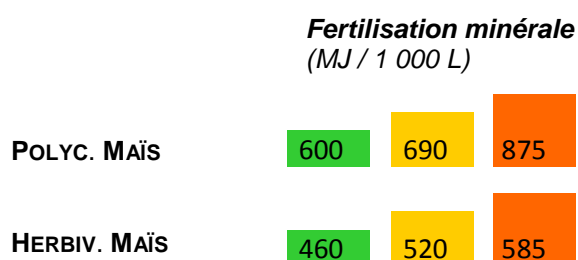 Fertilisation minérale
(MJ / 1 000 L)
POLYC. MAÏS 600 690 875
HERBIV. MAÏS 460 520 585